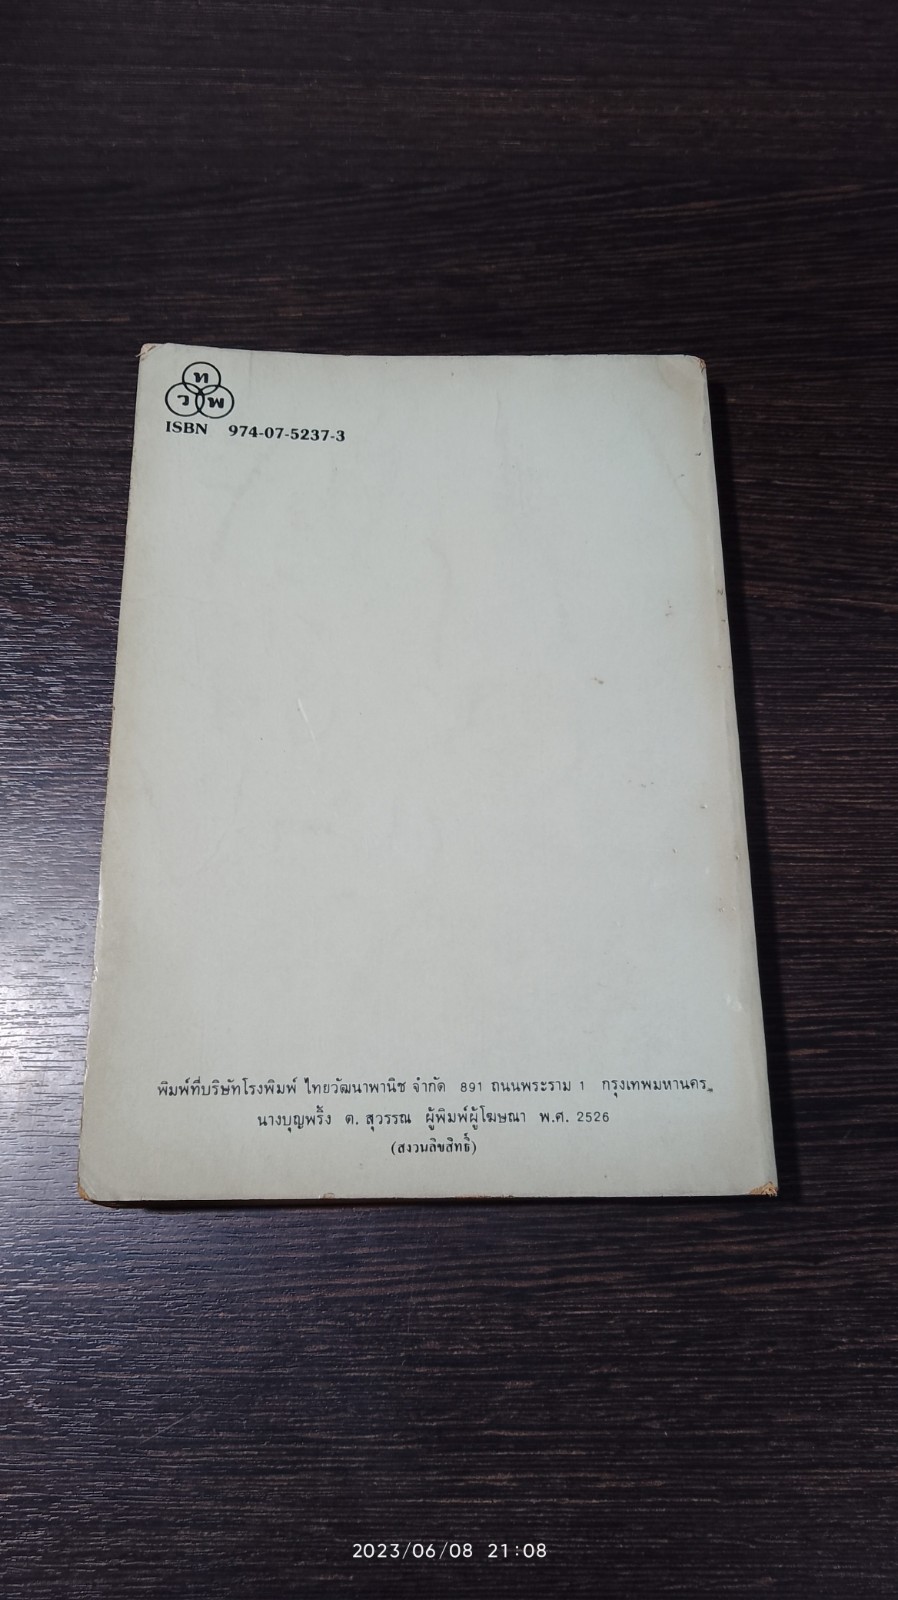 ท
ว พ
ISBN 974-07-5237-3
พิมพ์ที่บริษัทโรงพิมพ์ ไทยวัฒนาพานิช จำกัด 891 ถนนพระราม 1 กรุงเทพมหานคร
นางบุญพริ้ง ต. สุวรรณ ผู้พิมพ์ผู้โฆษณา พ.ศ. 2526
(สงวนลิขสิทธิ์)
2023/06/08 21:08